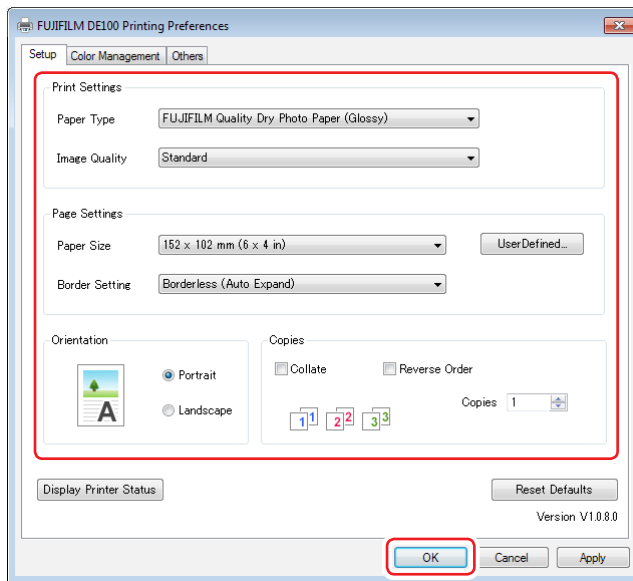 FUJIFILM DE100 Printing Preferences
Setup Color Management Others
Print Settings
Paper Type FUJIFILM Quality Dry Photo Paper (Glossy)
Image Quality Standard
Page Settings
Paper Size 152 x 102 mm (6 x 4 in) UserDefined...
Border Setting Borderless (Auto Expand)
Orientation
A
Portrait
Landscape
Copies
Collate Reverse Order
Copies 1
1 1 2 2 3 3
Display Printer Status Reset Defaults
Version V1.0.8.0
OK Cancel Apply